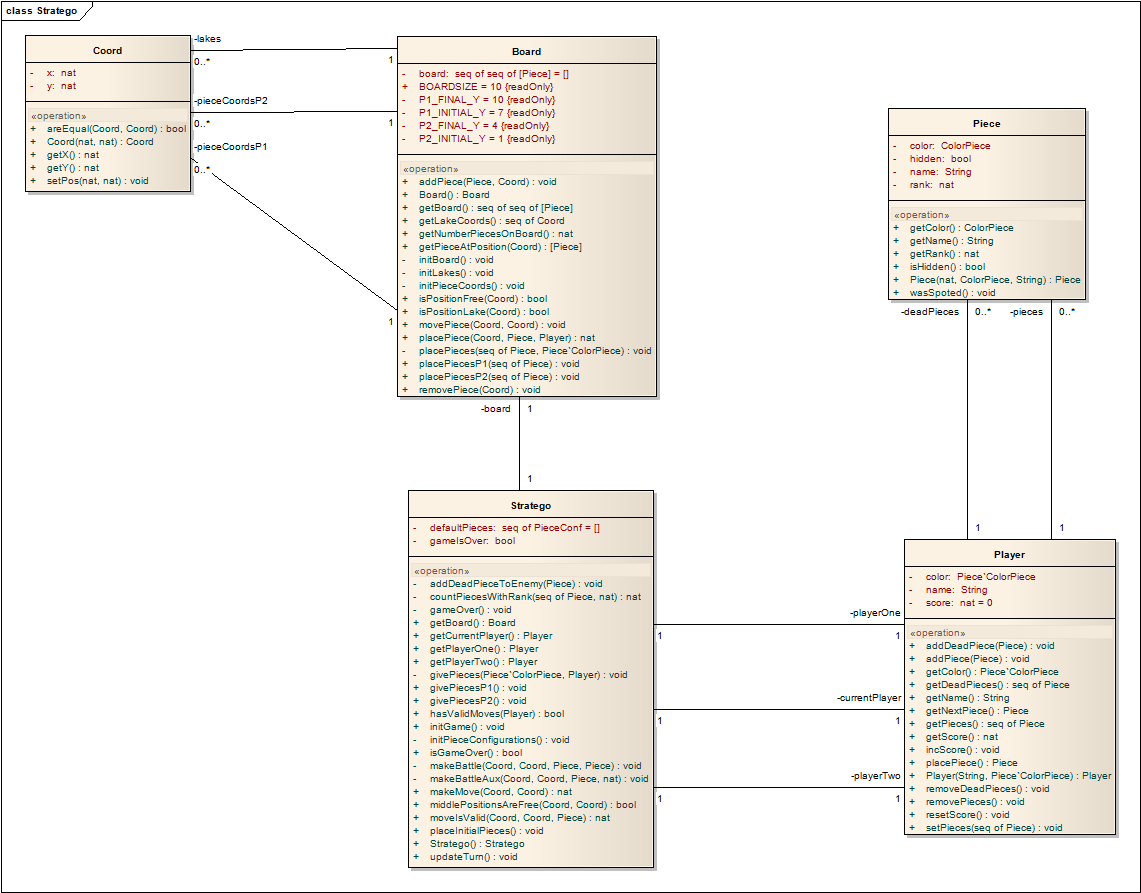 class Stratego
Coord
- x: nat
- y: nat
«operation»
+ areEqual(Coord, Coord) : bool
+ Coord(nat, nat) : Coord
+ getX() : nat
+ getY() : nat
+ setPos(nat, nat) : void
-lakes
0..*
1
-pieceCoordsP2
0..*
1
-pieceCoordsP1
0..*
1
Board
- board: seq of seq of [Piece] = []
+ BOARDSIZE = 10 {readOnly}
- P1_FINAL_Y = 10 {readOnly}
- P1_INITIAL_Y = 7 {readOnly}
- P2_FINAL_Y = 4 {readOnly}
- P2_INITIAL_Y = 1 {readOnly}
«operation»
+ addPiece(Piece, Coord) : void
+ Board() : Board
+ getBoard() : seq of seq of [Piece]
+ getLakeCoords() : seq of Coord
+ getNumberPiecesOnBoard() : nat
+ getPieceAtPosition(Coord) : [Piece]
- initBoard() : void
- initLakes() : void
- initPieceCoords() : void
+ isPositionFree(Coord) : bool
+ isPositionLake(Coord) : bool
+ movePiece(Coord, Coord) : void
+ placePiece(Coord, Piece, Player) : nat
- placePieces(seq of Piece, Piece`ColorPiece) : void
+ placePiecesP1(seq of Piece) : void
+ placePiecesP2(seq of Piece) : void
+ removePiece(Coord) : void
-board
1
1
Piece
- color: ColorPiece
- hidden: bool
- name: String
- rank: nat
«operation»
+ getColor() : ColorPiece
+ getName() : String
+ getRank() : nat
+ isHidden() : bool
+ Piece(nat, ColorPiece, String) : Piece
+ wasSpoted() : void
-deadPieces
0..*
-pieces
0..*
1
1
Stratego
- defaultPieces: seq of PieceConf = []
- gameIsOver: bool
«operation»
- addDeadPieceToEnemy(Piece) : void
- countPiecesWithRank(seq of Piece, nat) : nat
- gameOver() : void
+ getBoard() : Board
+ getCurrentPlayer() : Player
+ getPlayerOne() : Player
+ getPlayerTwo() : Player
- givePieces(Piece`ColorPiece, Player) : void
+ givePiecesP1() : void
+ givePiecesP2() : void
+ hasValidMoves(Player) : bool
+ initGame() : void
- initPieceConfigurations() : void
+ isGameOver() : bool
- makeBattle(Coord, Coord, Piece, Piece) : void
- makeBattleAux(Coord, Coord, Piece, nat) : void
+ makeMove(Coord, Coord) : nat
+ middlePositionsAreFree(Coord, Coord) : bool
+ moveIsValid(Coord, Coord, Piece) : nat
+ placeInitialPieces() : void
+ Stratego() : Stratego
+ updateTurn() : void
-playerOne
1
1
-currentPlayer
1
1
-playerTwo
1
1
Player
- color: Piece`ColorPiece
- name: String
- score: nat = 0
«operation»
+ addDeadPiece(Piece) : void
+ addPiece(Piece) : void
+ getColor() : Piece`ColorPiece
+ getDeadPieces() : seq of Piece
+ getName() : String
+ getNextPiece() : Piece
+ getPieces() : seq of Piece
+ getScore() : nat
+ incScore() : void
+ placePiece() : Piece
+ Player(String, Piece`ColorPiece) : Player
+ removeDeadPieces() : void
+ removePieces() : void
+ resetScore() : void
+ setPieces(seq of Piece) : void